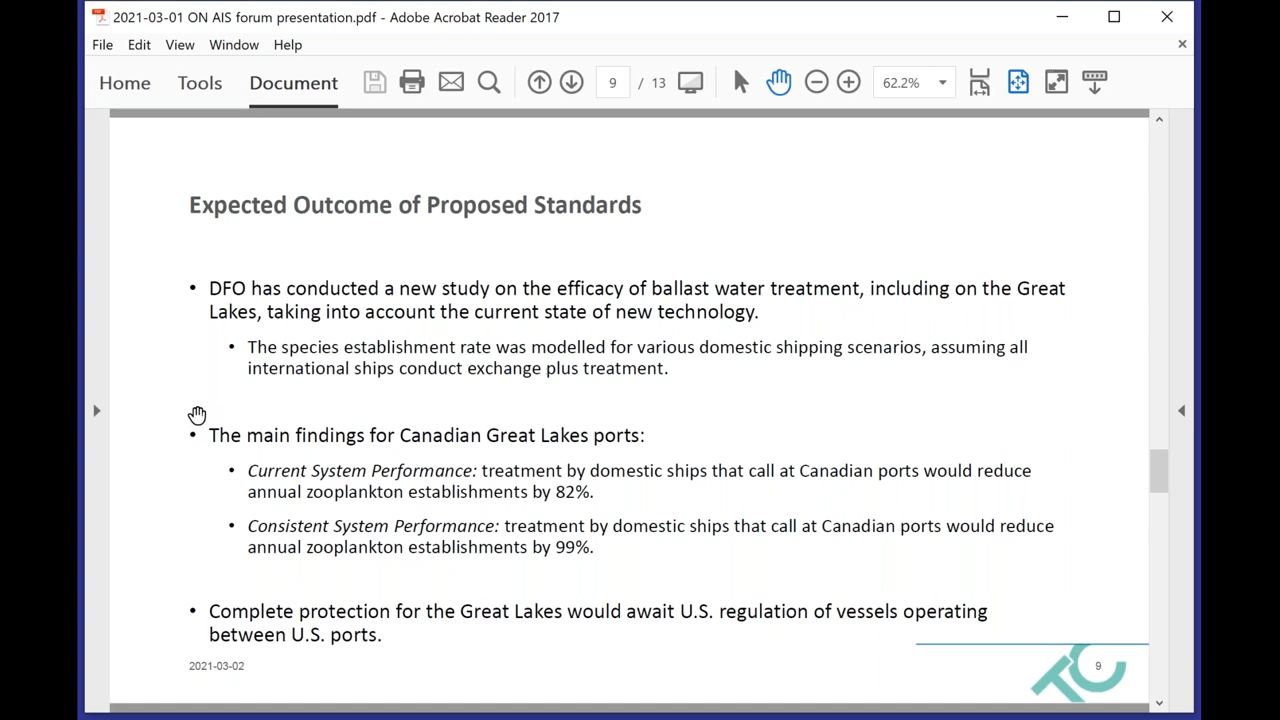 2021-03-01 ON AIS forum presentation.pdf - Adobe Acrobat Reader 2017
File Edit View Window Help
Home Tools Document 9 / 13 62.2%
Expected Outcome of Proposed Standards
• DFO has conducted a new study on the efficacy of ballast water treatment, including on the Great
Lakes, taking into account the current state of new technology.
• The species establishment rate was modelled for various domestic shipping scenarios, assuming all
international ships conduct exchange plus treatment.
• The main findings for Canadian Great Lakes ports:
• Current System Performance: treatment by domestic ships that call at Canadian ports would reduce
annual zooplankton establishments by 82%.
• Consistent System Performance: treatment by domestic ships that call at Canadian ports would reduce
annual zooplankton establishments by 99%.
• Complete protection for the Great Lakes would await U.S. regulation of vessels operating
between U.S. ports.
2021-03-02
9